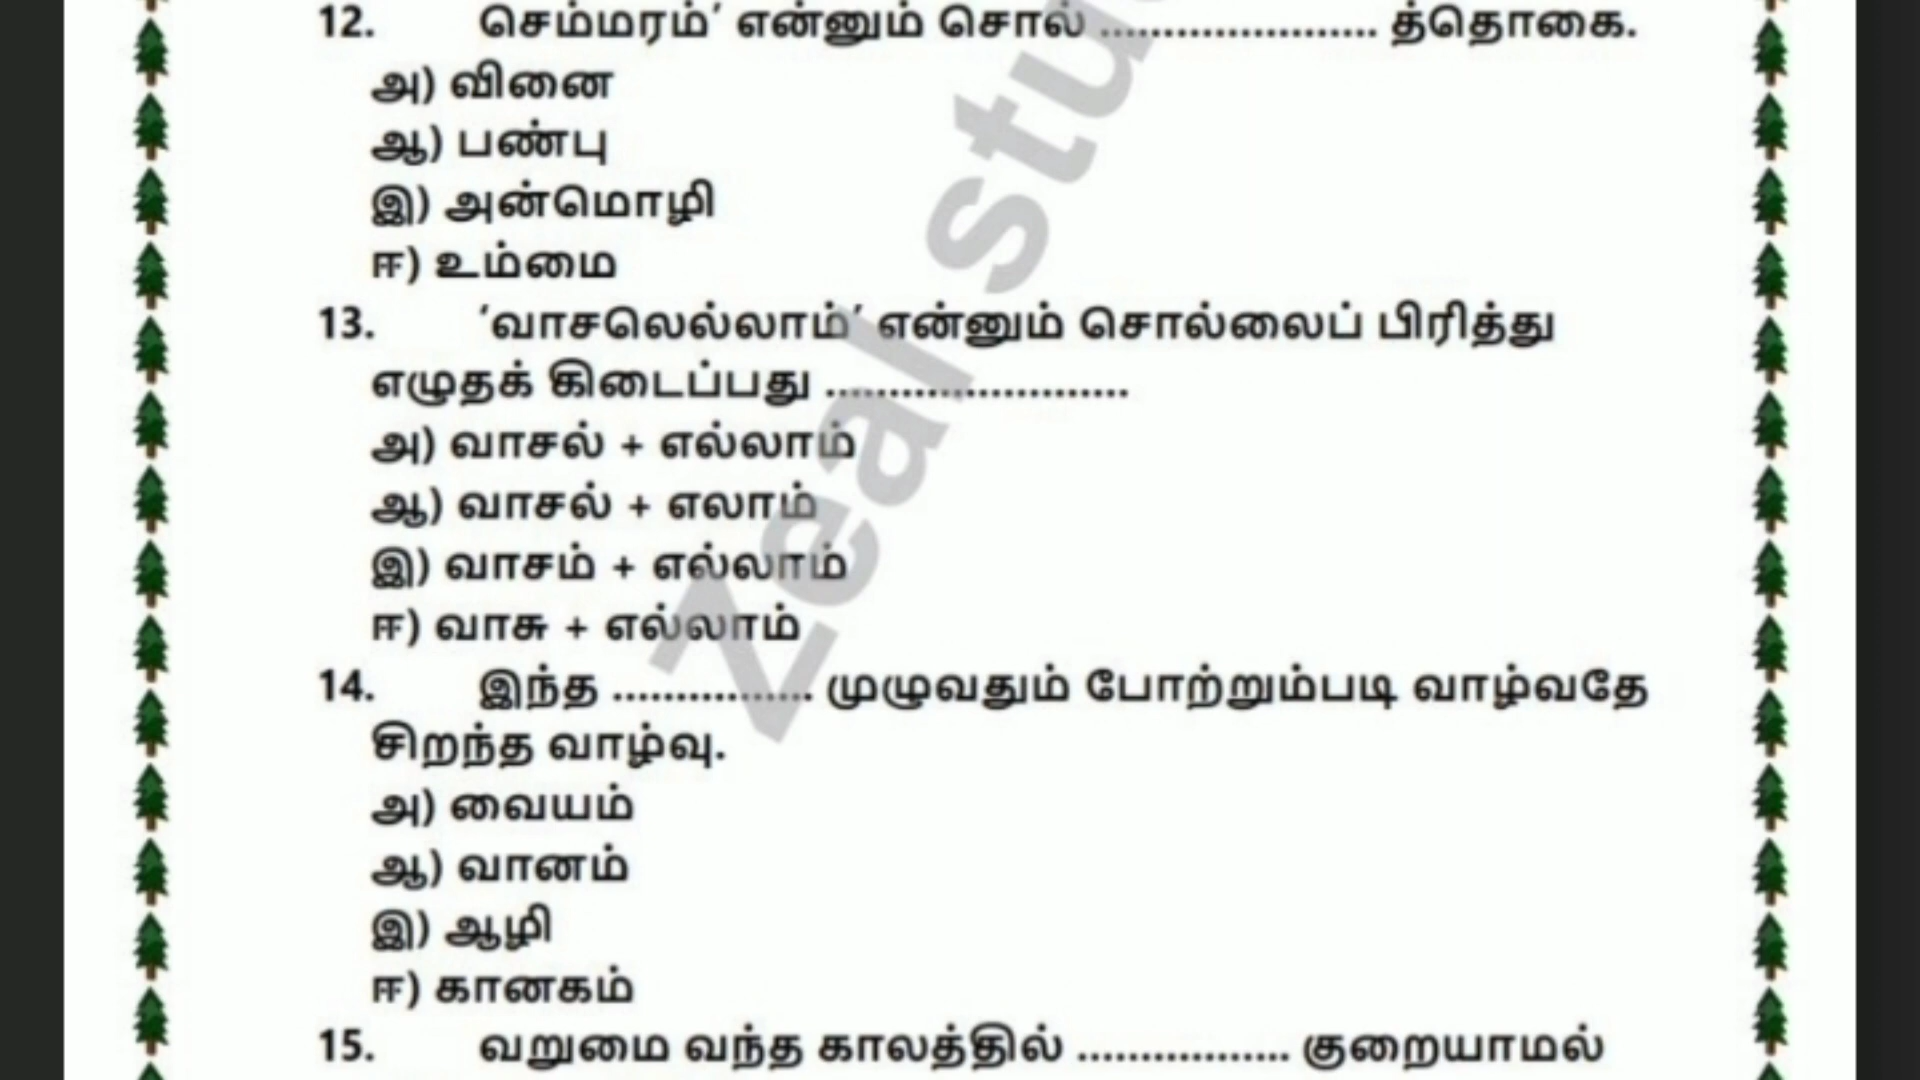 12. செம்மரம்’ என்னும் சொல் ...................... த்தொகை.
அ) வினை
ஆ) பண்பு
இ) அன்மொழி
ஈ) உம்மை
13. ‘வாசலெல்லாம்’ என்னும் சொல்லைப் பிரித்து
எழுதக் கிடைப்பது ........................
அ) வாசல் + எல்லாம்
ஆ) வாசல் + எலாம்
இ) வாசம் + எல்லாம்
ஈ) வாசு + எல்லாம்
14. இந்த ................ முழுவதும் போற்றும்படி வாழ்வதே
சிறந்த வாழ்வு.
அ) வையம்
ஆ) வானம்
இ) ஆழி
ஈ) கானகம்
15. வறுமை வந்த காலத்தில் ................. குறையாமல்
Zeal